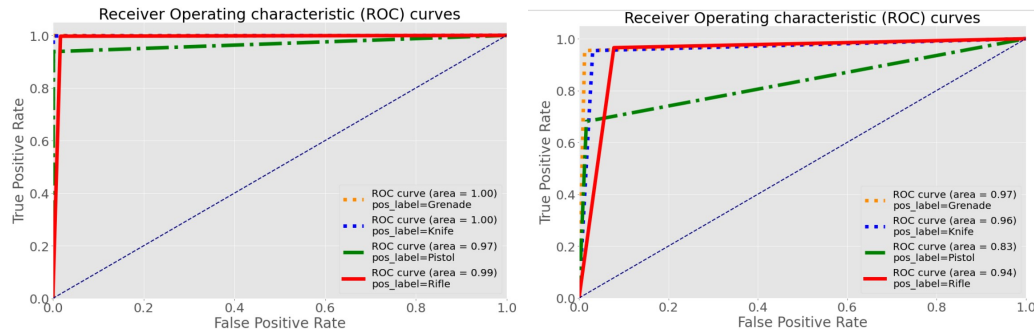 Receiver Operating characteristic (ROC) curves
True Positive Rate
1.0
0.8
0.6
0.4
0.2
0.0
ROC curve (area = 1.00)
pos_label=Grenade
ROC curve (area = 1.00)
pos_label=Knife
ROC curve (area = 0.97)
pos_label=Pistol
ROC curve (area = 0.99)
pos_label=Rifle
0.0 0.2 0.4 0.6 0.8 1.0
False Positive Rate
Receiver Operating characteristic (ROC) curves
True Positive Rate
1.0
0.8
0.6
0.4
0.2
0.0
ROC curve (area = 0.97)
pos_label=Grenade
ROC curve (area = 0.96)
pos_label=Knife
ROC curve (area = 0.83)
pos_label=Pistol
ROC curve (area = 0.94)
pos_label=Rifle
0.0 0.2 0.4 0.6 0.8 1.0
False Positive Rate